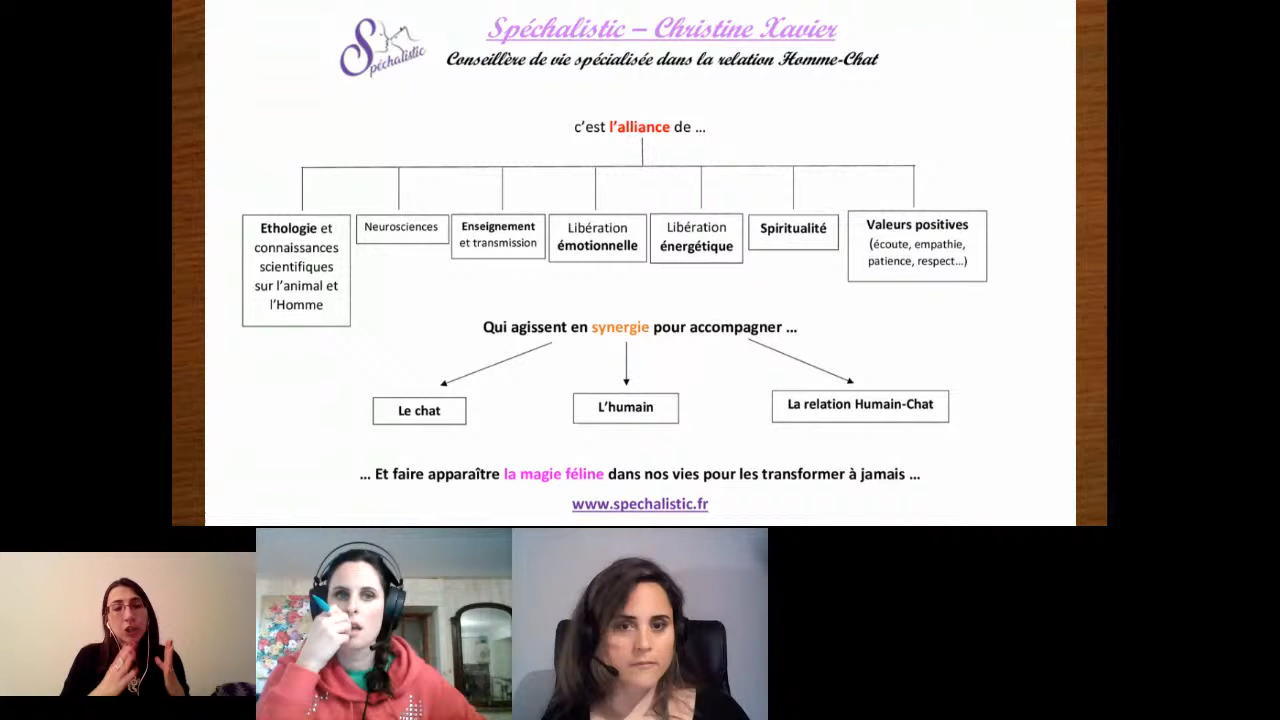 Spéchalistic – Christine Xavier
Spéchalistic
Conseillère de vie spécialisée dans la relation Homme-Chat
c'est l'alliance de …
Ethologie et
connaissances
scientifiques
sur l'animal et
l'Homme
Neurosciences
Enseignement
et transmission
Libération
émotionnelle
Libération
énergétique
Spiritualité
Valeurs positives
(écoute, empathie,
patience, respect…)
Qui agissent en synergie pour accompagner …
Le chat
L'humain
La relation Humain-Chat
… Et faire apparaître la magie féline dans nos vies pour les transformer à jamais …
www.spechalistic.fr